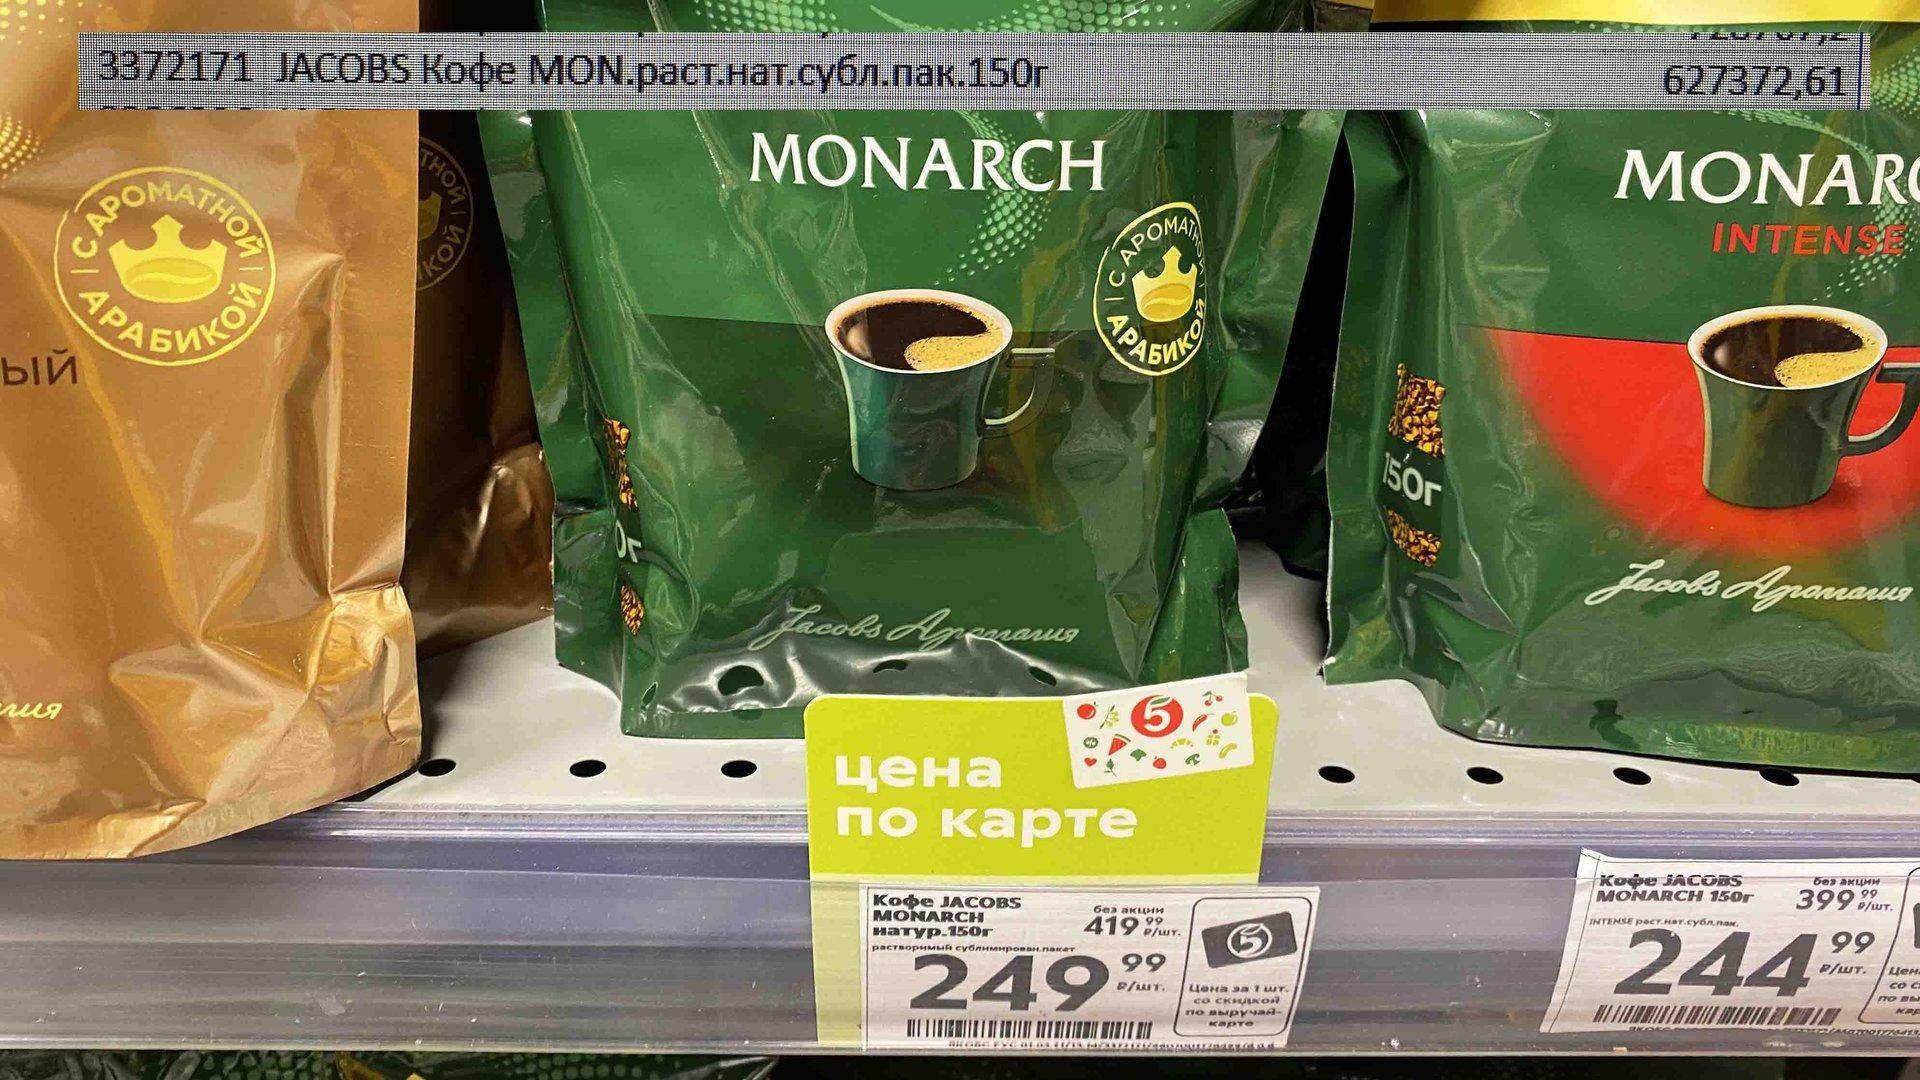 3372171 JACOBS Кофе MON.раст.нат.субл.пак.150г
627372,61
С АРОМАТНОЙ
АРАБИКОЙ
ый
MONARCH
С АРОМАТНОЙ
АРАБИКОЙ
Jacobs Аромагия
MONARC
INTENSE
150г
Jacobs Аромагия
5
цена
по карте
Кофе JACOBS
MONARCH
натур.150г
растворимый сублимирован.пакет
без акции
419 99
₽/шт.
249 99
₽/шт.
5
Цена за 1 шт.
со скидкой
по выручай-
карте
Кофе JACOBS
MONARCH 150г
INTENSE раст.нат.субл.пак.
без акции
399 99
₽/шт.
244 99
₽/шт.